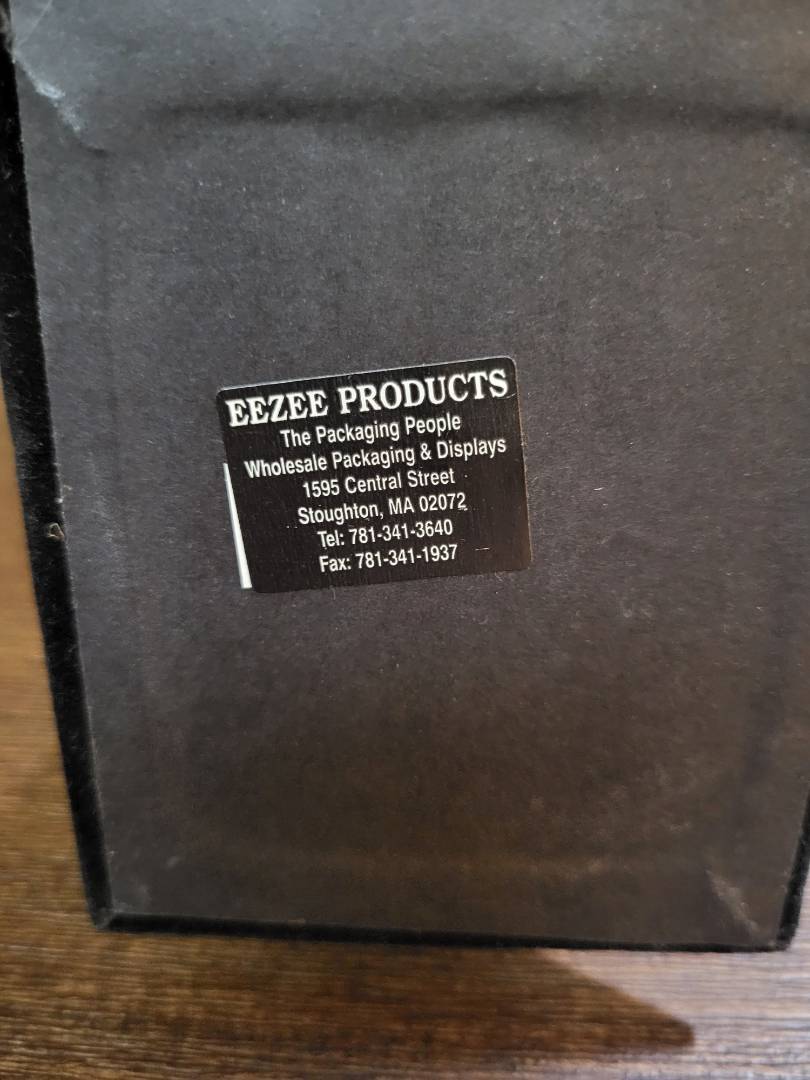 EEZEE PRODUCTS
The Packaging People
Wholesale Packaging & Displays
1595 Central Street
Stoughton, MA 02072
Tel: 781-341-3640
Fax: 781-341-1937